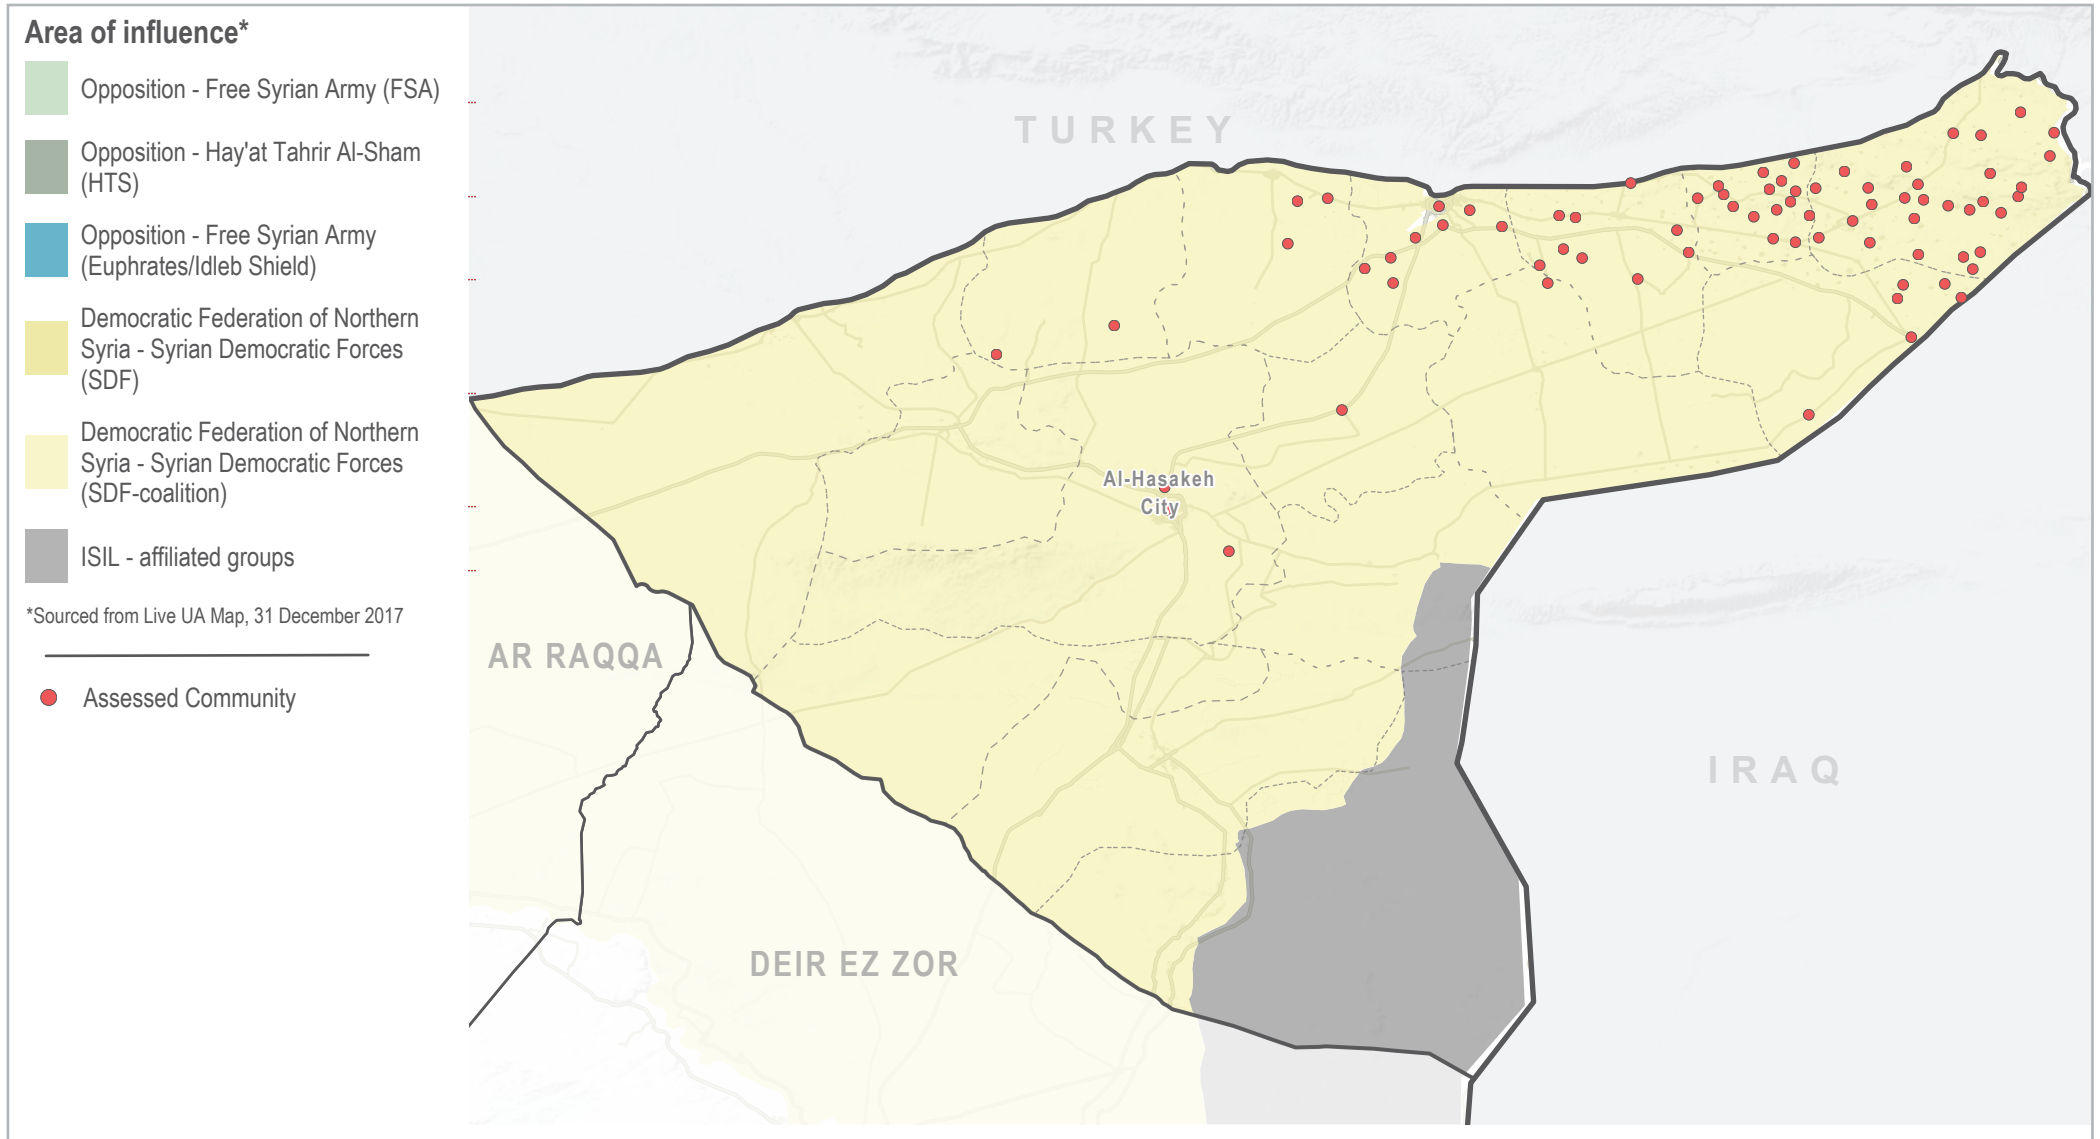 Area of influence*
Opposition - Free Syrian Army (FSA)
Opposition - Hay'at Tahrir Al-Sham
(HTS)
Opposition - Free Syrian Army
(Euphrates/Idleb Shield)
Democratic Federation of Northern
Syria - Syrian Democratic Forces
(SDF)
Democratic Federation of Northern
Syria - Syrian Democratic Forces
(SDF-coalition)
ISIL - affiliated groups
*Sourced from Live UA Map, 31 December 2017
Assessed Community
TURKEY
Al-Hasakeh
City
AR RAQQA
IRAQ
DEIR EZ ZOR